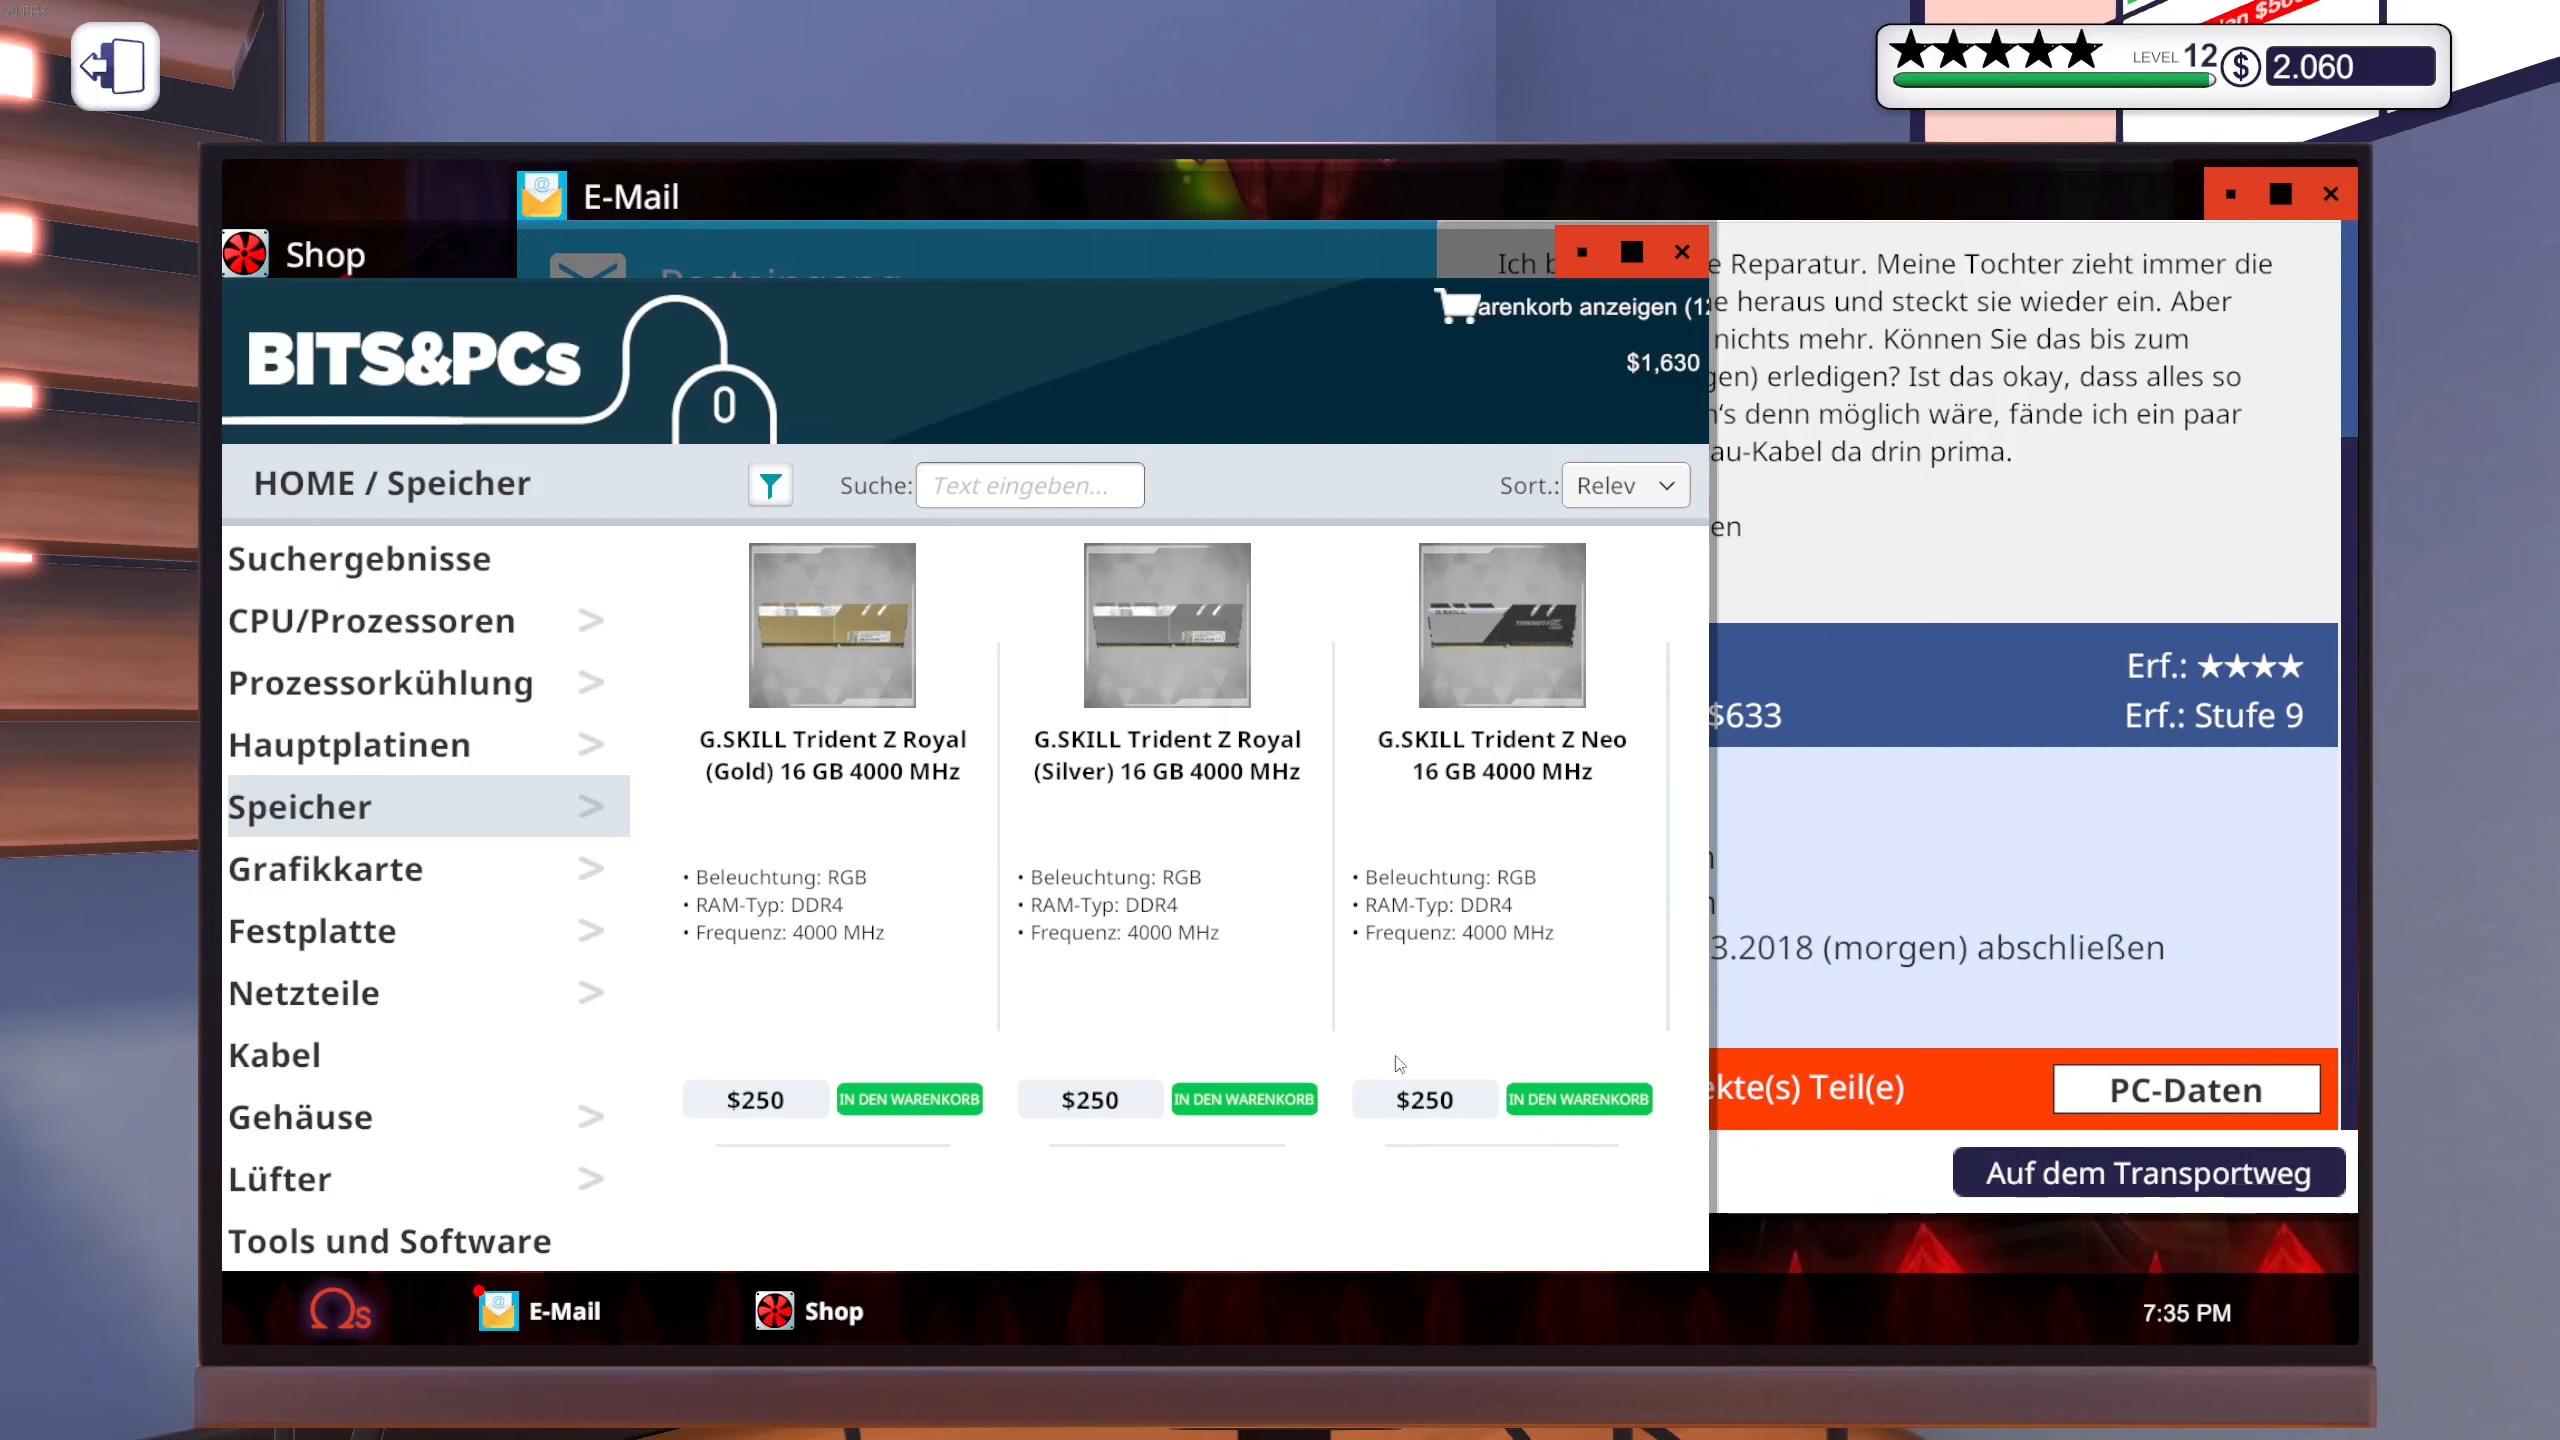 60 FPS
LEVEL 12
2.060
E-Mail
Shop
Posteingang
Ich b
e Reparatur. Meine Tochter zieht immer die
e heraus und steckt sie wieder ein. Aber
nichts mehr. Können Sie das bis zum
gen) erledigen? Ist das okay, dass alles so
n's denn möglich wäre, fände ich ein paar
au-Kabel da drin prima.
en
BITS&PCs
arenkorb anzeigen (12
$1,630
HOME / Speicher
Suche:
Text eingeben...
Sort.:
Relev
Suchergebnisse
CPU/Prozessoren >
Prozessorkühlung >
Hauptplatinen >
Speicher >
Grafikkarte >
Festplatte >
Netzteile >
Kabel
Gehäuse >
Lüfter >
Tools und Software
G.SKILL Trident Z Royal
(Gold) 16 GB 4000 MHz
• Beleuchtung: RGB
• RAM-Typ: DDR4
• Frequenz: 4000 MHz
$250
IN DEN WARENKORB
G.SKILL Trident Z Royal
(Silver) 16 GB 4000 MHz
• Beleuchtung: RGB
• RAM-Typ: DDR4
• Frequenz: 4000 MHz
$250
IN DEN WARENKORB
G.SKILL Trident Z Neo
16 GB 4000 MHz
• Beleuchtung: RGB
• RAM-Typ: DDR4
• Frequenz: 4000 MHz
$250
IN DEN WARENKORB
Erf.: ★★★★
$633
Erf.: Stufe 9
3.2018 (morgen) abschließen
ekte(s) Teil(e)
PC-Daten
Auf dem Transportweg
Ωs
E-Mail
Shop
7:35 PM